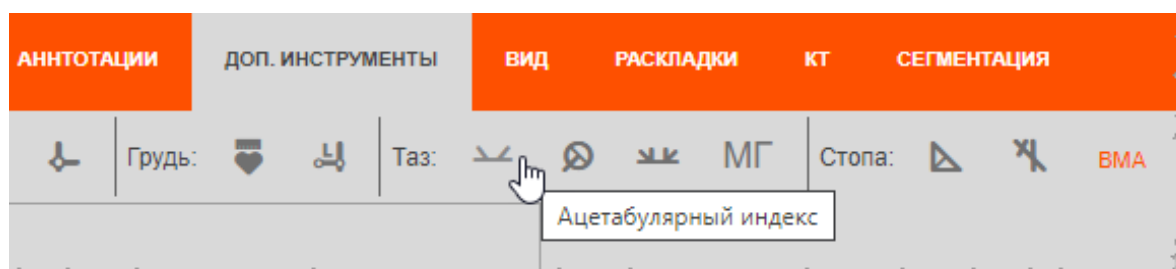 АННТОТАЦИИ ДОП. ИНСТРУМЕНТЫ ВИД РАСКЛАДКИ КТ СЕГМЕНТАЦИЯ
Грудь: Таз: МГ Стопа: ВМА
Ацетабулярный индекс